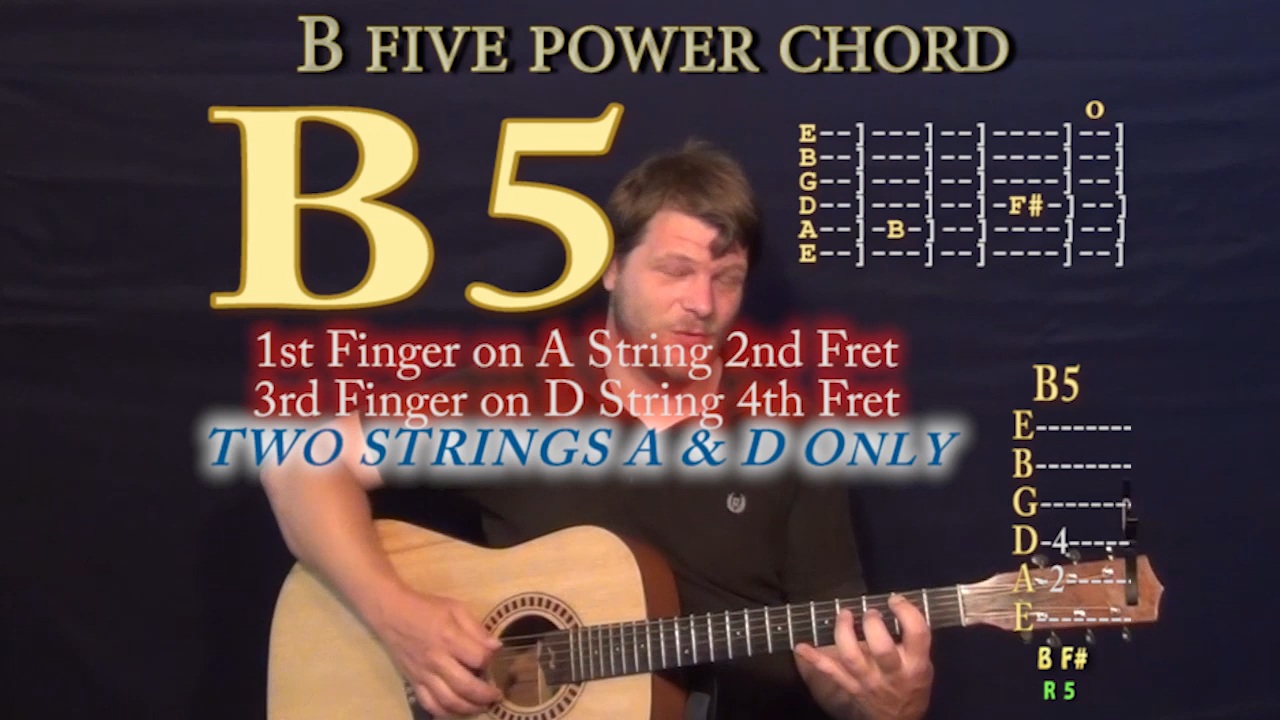 B FIVE POWER CHORD
B5
O
E--]---]--]----]--]
B--]---]--]----]--]
G--]---]--]----]--]
D--]---]--]-F#-]--]
A--]-B-]--]----]--]
E--]---]--]----]--]
1st Finger on A String 2nd Fret
3rd Finger on D String 4th Fret
TWO STRINGS A & D ONLY
B5
E--------
B--------
G--------
D-4------
A-2------
E--------
B F#
R 5